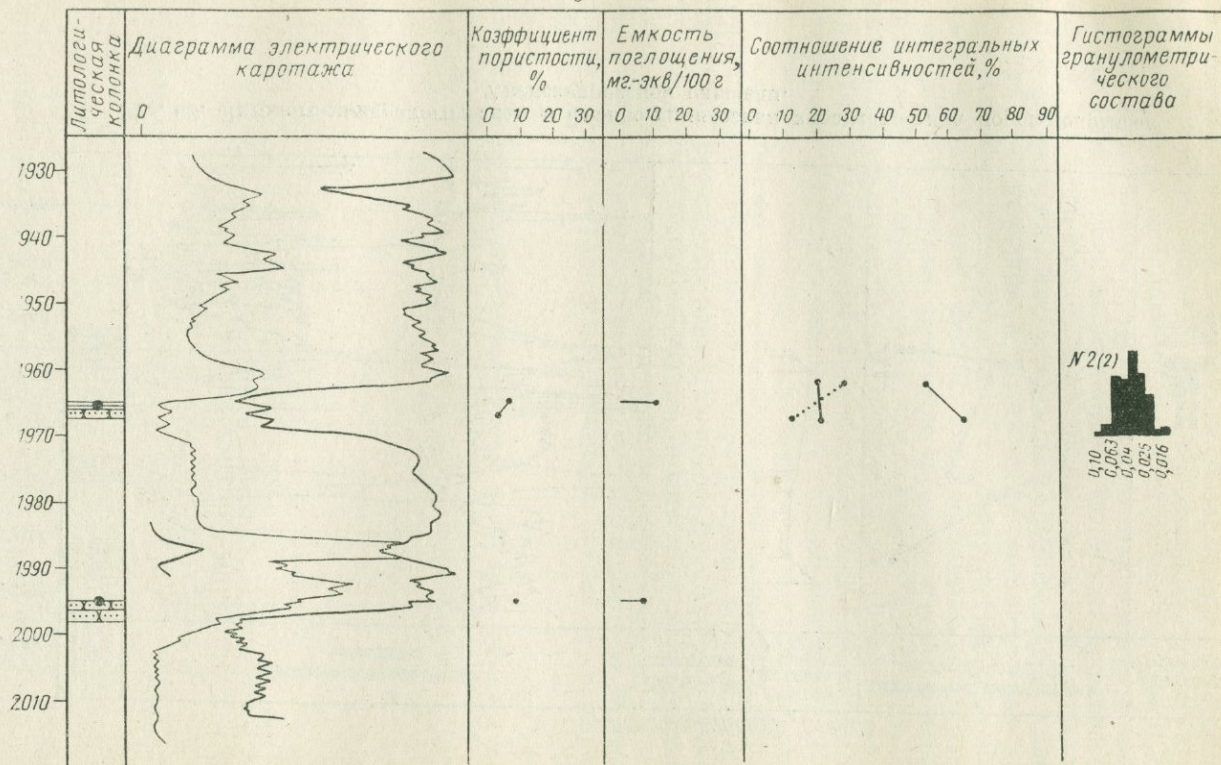 Литологи-
ческая
колонка
Диаграмма электрического
каротажа
0
Коэффициент
пористости,
%
0 10 20 30
Емкость
поглощения,
мг.-экв/100 г
0 10 20 30
Соотношение интегральных
интенсивностей,%
0 10 20 30 40 50 60 70 80 90
Гистограммы
гранулометри-
ческого
состава
1930
940
950
1960
1970
1980
1990
2000
2010
N 2(2)
0,10
0,063
0,04
0,025
0,016